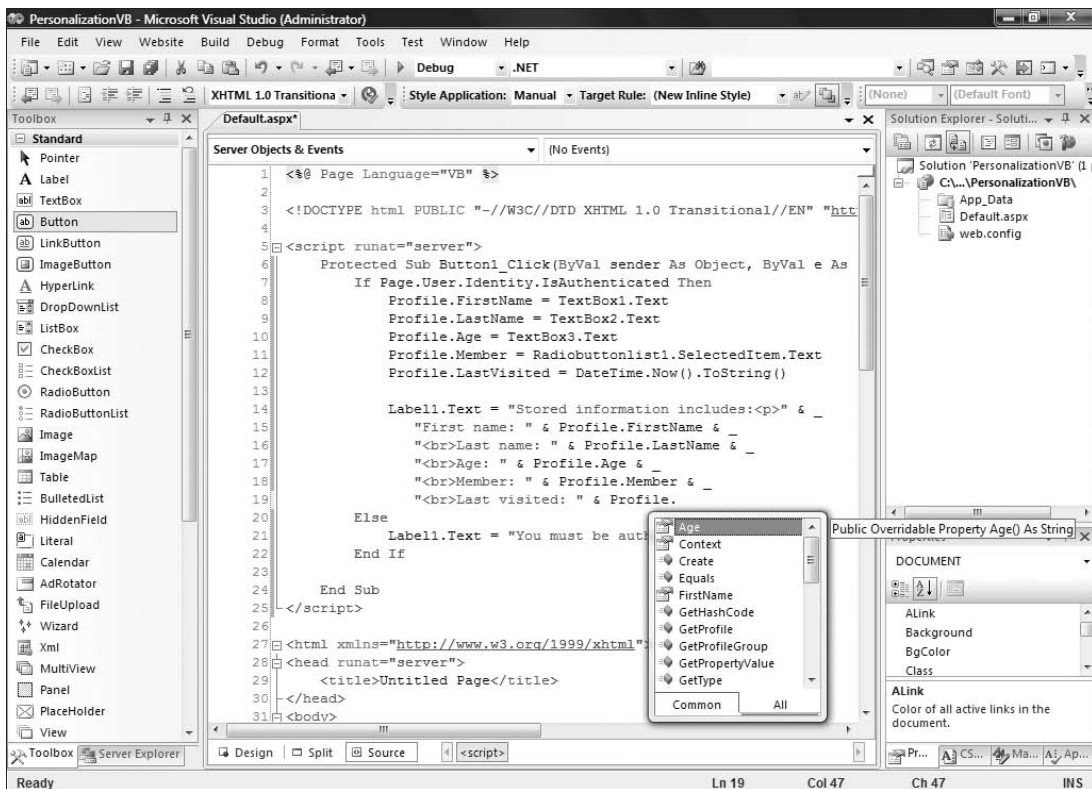 PersonalizationVB - Microsoft Visual Studio (Administrator)
File Edit View Website Build Debug Format Tools Test Window Help
Debug .NET
XHTML 1.0 Transitiona Style Application: Manual Target Rule: (New Inline Style) (None) (Default Font)
Toolbox
Standard
Pointer
Label
TextBox
Button
LinkButton
ImageButton
HyperLink
DropDownList
ListBox
CheckBox
CheckBoxList
RadioButton
RadioButtonList
Image
ImageMap
Table
BulletedList
HiddenField
Literal
Calendar
AdRotator
FileUpload
Wizard
Xml
MultiView
Panel
PlaceHolder
View
Toolbox Server Explorer
Default.aspx*
Server Objects & Events (No Events)
1 <%@ Page Language="VB" %>
2
3 <!DOCTYPE html PUBLIC "-//W3C//DTD XHTML 1.0 Transitional//EN" "htt
4
5 <script runat="server">
6 Protected Sub Button1_Click(ByVal sender As Object, ByVal e As
7 If Page.User.Identity.IsAuthenticated Then
8 Profile.FirstName = TextBox1.Text
9 Profile.LastName = TextBox2.Text
10 Profile.Age = TextBox3.Text
11 Profile.Member = Radiobuttonlist1.SelectedItem.Text
12 Profile.LastVisited = DateTime.Now().ToString()
13
14 Label1.Text = "Stored information includes:<p>" & _
15 "First name: " & Profile.FirstName & _
16 "<br>Last name: " & Profile.LastName & _
17 "<br>Age: " & Profile.Age & _
18 "<br>Member: " & Profile.Member & _
19 "<br>Last visited: " & Profile.
20 Else
21 Label1.Text = "You must be aut
22 End If
23
24 End Sub
25 </script>
26
27 <html xmlns="http://www.w3.org/1999/xhtml">
28 <head runat="server">
29 <title>Untitled Page</title>
30 </head>
31 <body>
Age
Context
Create
Equals
FirstName
GetHashCode
GetProfile
GetProfileGroup
GetPropertyValue
GetType
Common All
Public Overridable Property Age() As String
Design Split Source <script>
Solution Explorer - Soluti...
Solution 'PersonalizationVB' (1
C:\...\PersonalizationVB\
App_Data
Default.aspx
web.config
Properties
DOCUMENT
ALink
Background
BgColor
Class
ALink
Color of all active links in the
document.
Pr... CS... Ma... Ap...
Ready Ln 19 Col 47 Ch 47 INS